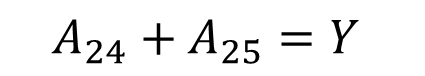 A₂₄ + A₂₅ = Y